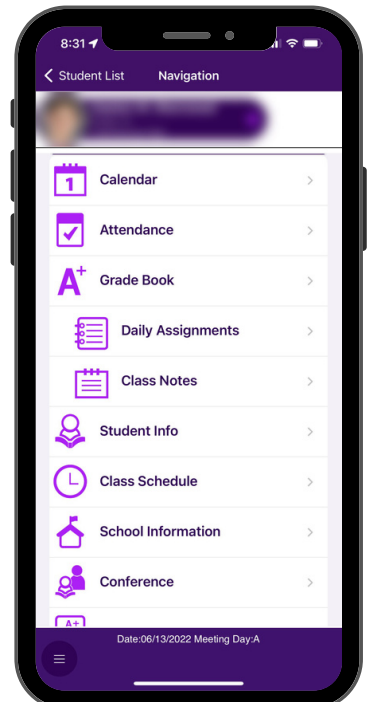 8:31
Student List Navigation
1 Calendar
Attendance
A+ Grade Book
Daily Assignments
Class Notes
Student Info
Class Schedule
School Information
Conference
A+
Date:06/13/2022 Meeting Day:A